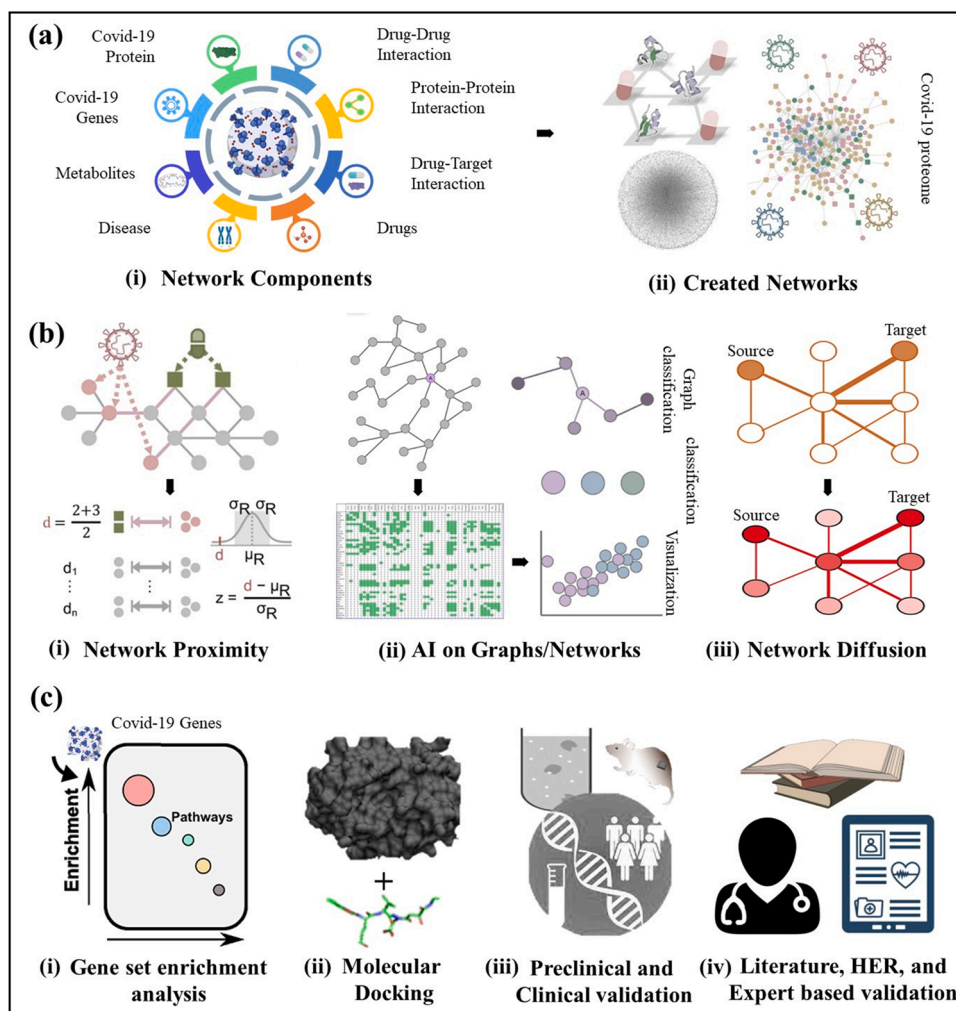 (a)
Covid-19
Protein
Drug-Drug
Interaction
Covid-19
Genes
Protein-Protein
Interaction
Metabolites
Drug-Target
Interaction
Disease
Drugs
(i) Network Components
Covid-19 proteome
(ii) Created Networks
(b)
d = 2+3
2
σR σR
d
μR
d1
⋮
dn
⋮
z = d − μR
σR
(i) Network Proximity
A
A
Graph
classification
classification
Visualization
(ii) AI on Graphs/Networks
Source
Target
Source
Target
(iii) Network Diffusion
(c)
Covid-19 Genes
Enrichment
Pathways
(i) Gene set enrichment
analysis
+
(ii) Molecular
Docking
(iii) Preclinical and
Clinical validation
(iv) Literature, HER, and
Expert based validation